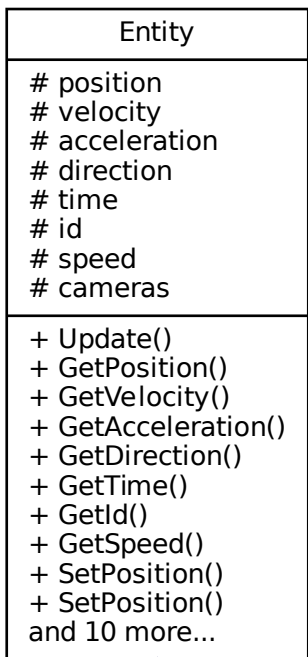 Entity
# position
# velocity
# acceleration
# direction
# time
# id
# speed
# cameras
+ Update()
+ GetPosition()
+ GetVelocity()
+ GetAcceleration()
+ GetDirection()
+ GetTime()
+ GetId()
+ GetSpeed()
+ SetPosition()
+ SetPosition()
and 10 more...